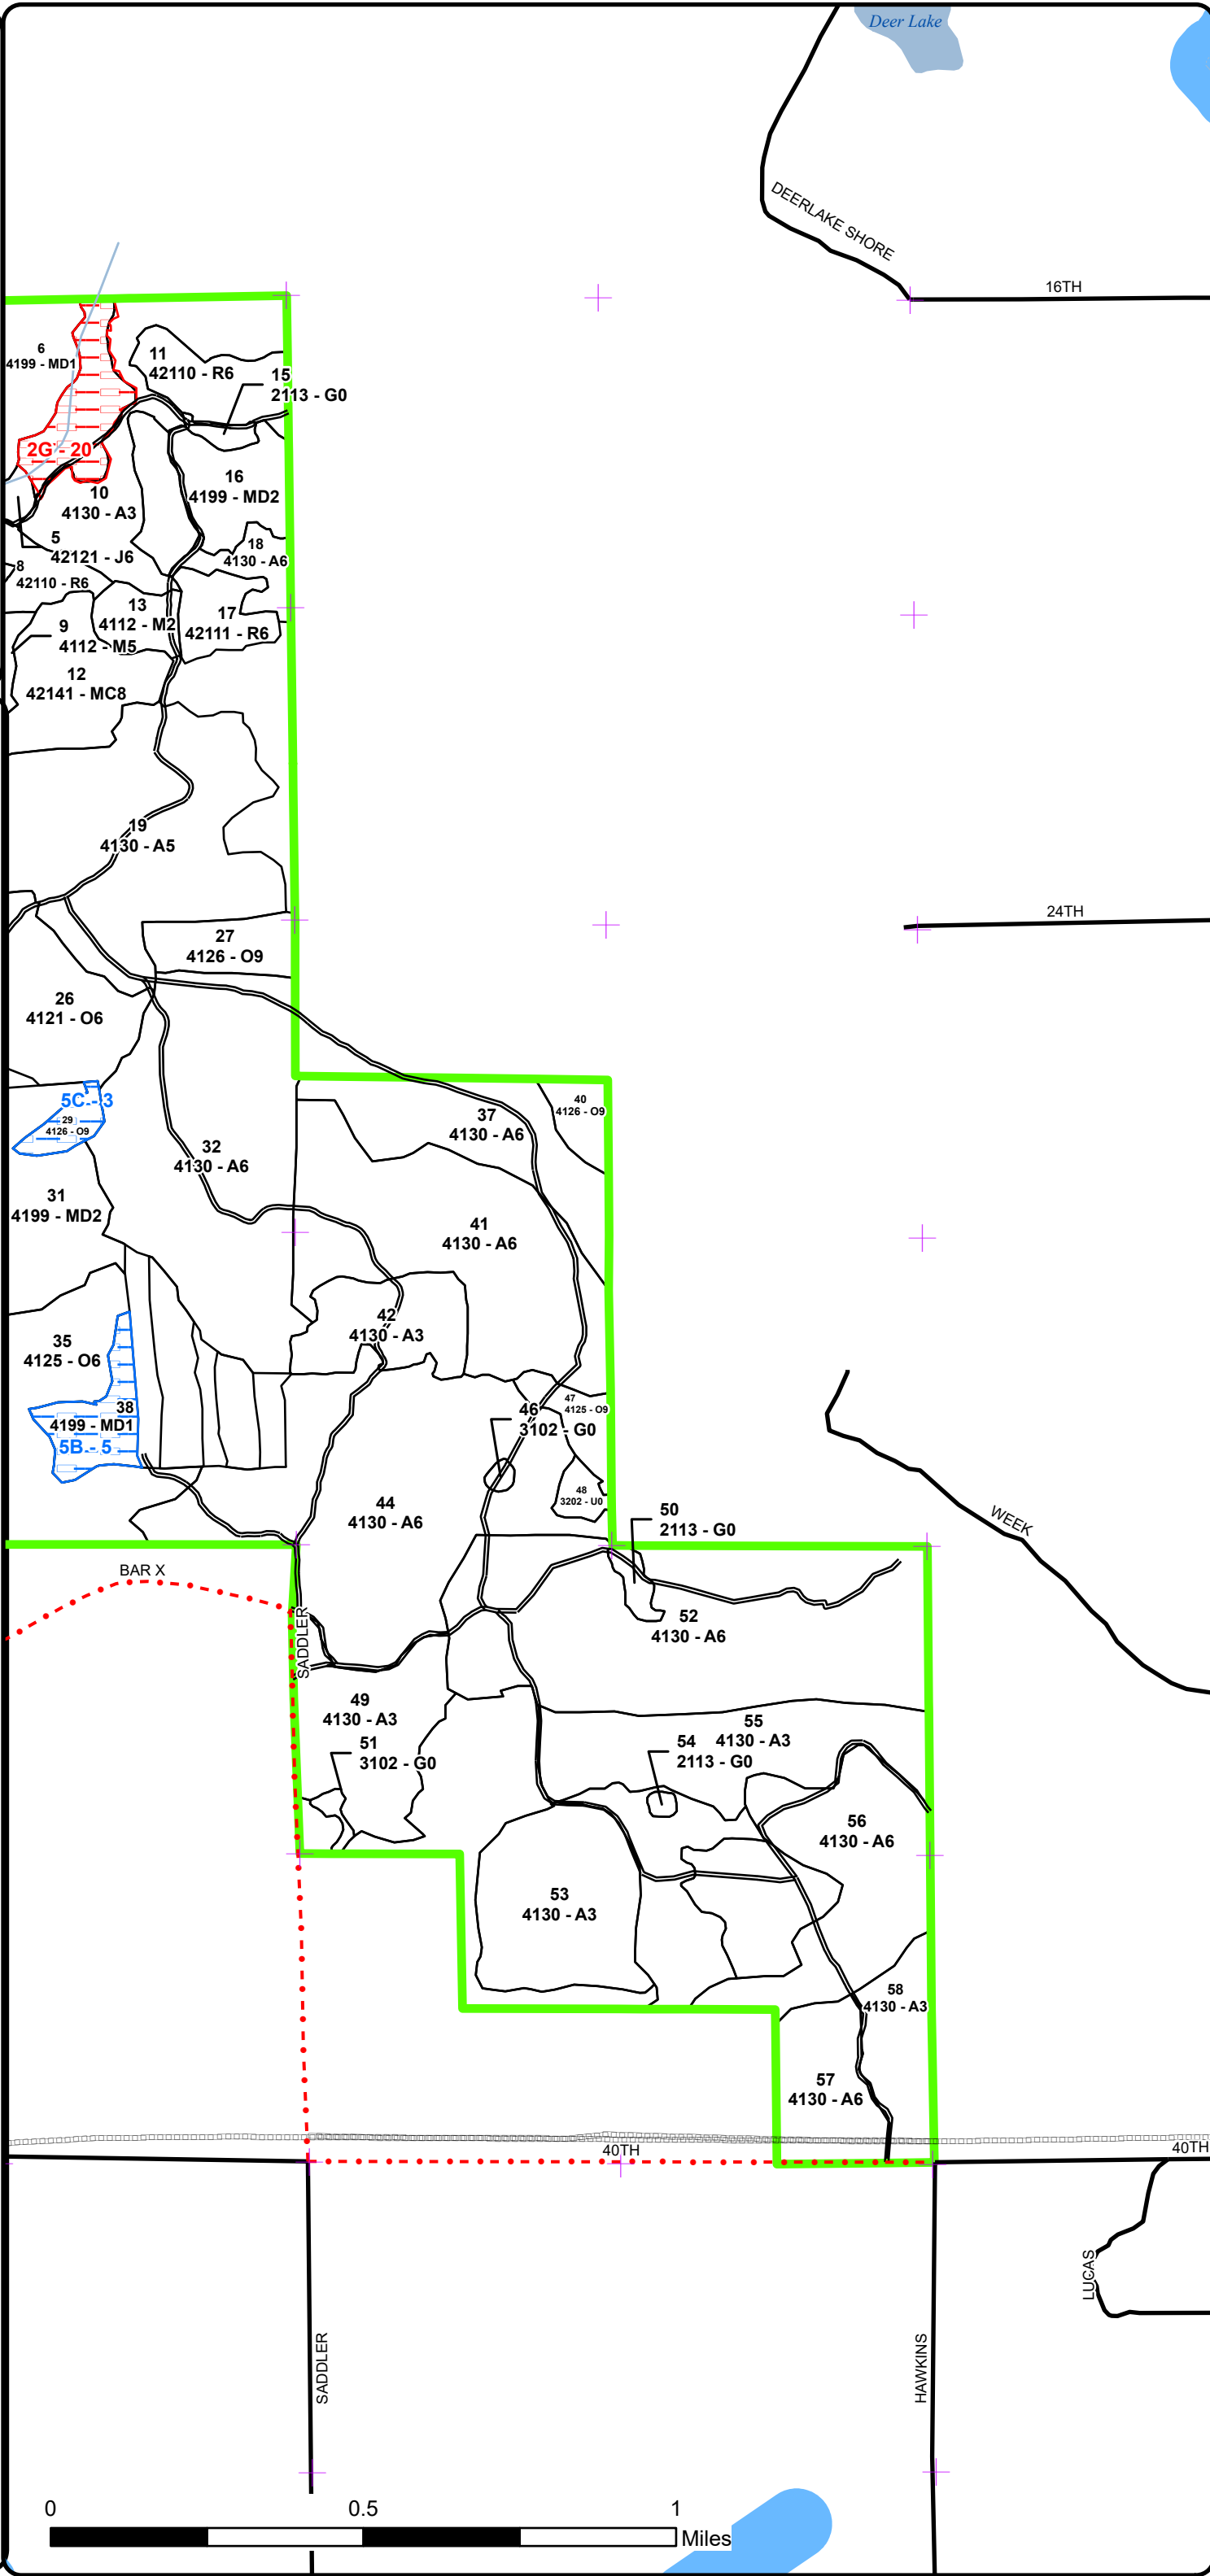 Deer Lake
DEERLAKE SHORE
16TH
6
4199 - MD1
11
42110 - R6
15
2113 - G0
2G - 20
16
4199 - MD2
10
4130 - A3
5
42121 - J6
18
4130 - A6
8
42110 - R6
13
4112 - M2
17
42111 - R6
9
4112 - M5
12
42141 - MC8
19
4130 - A5
24TH
27
4126 - O9
26
4121 - O6
5C - 3
29
4126 - O9
40
4126 - O9
37
4130 - A6
32
4130 - A6
31
4199 - MD2
41
4130 - A6
42
4130 - A3
35
4125 - O6
38
4199 - MD1
5B - 5
47
4125 - O9
46
3102 - G0
48
3202 - U0
44
4130 - A6
50
2113 - G0
WEEK
BAR X
SADDLER
52
4130 - A6
49
4130 - A3
51
3102 - G0
55
4130 - A3
54
2113 - G0
56
4130 - A6
53
4130 - A3
58
4130 - A3
57
4130 - A6
40TH
40TH
LUCAS
SADDLER
HAWKINS
0 0.5 1
Miles